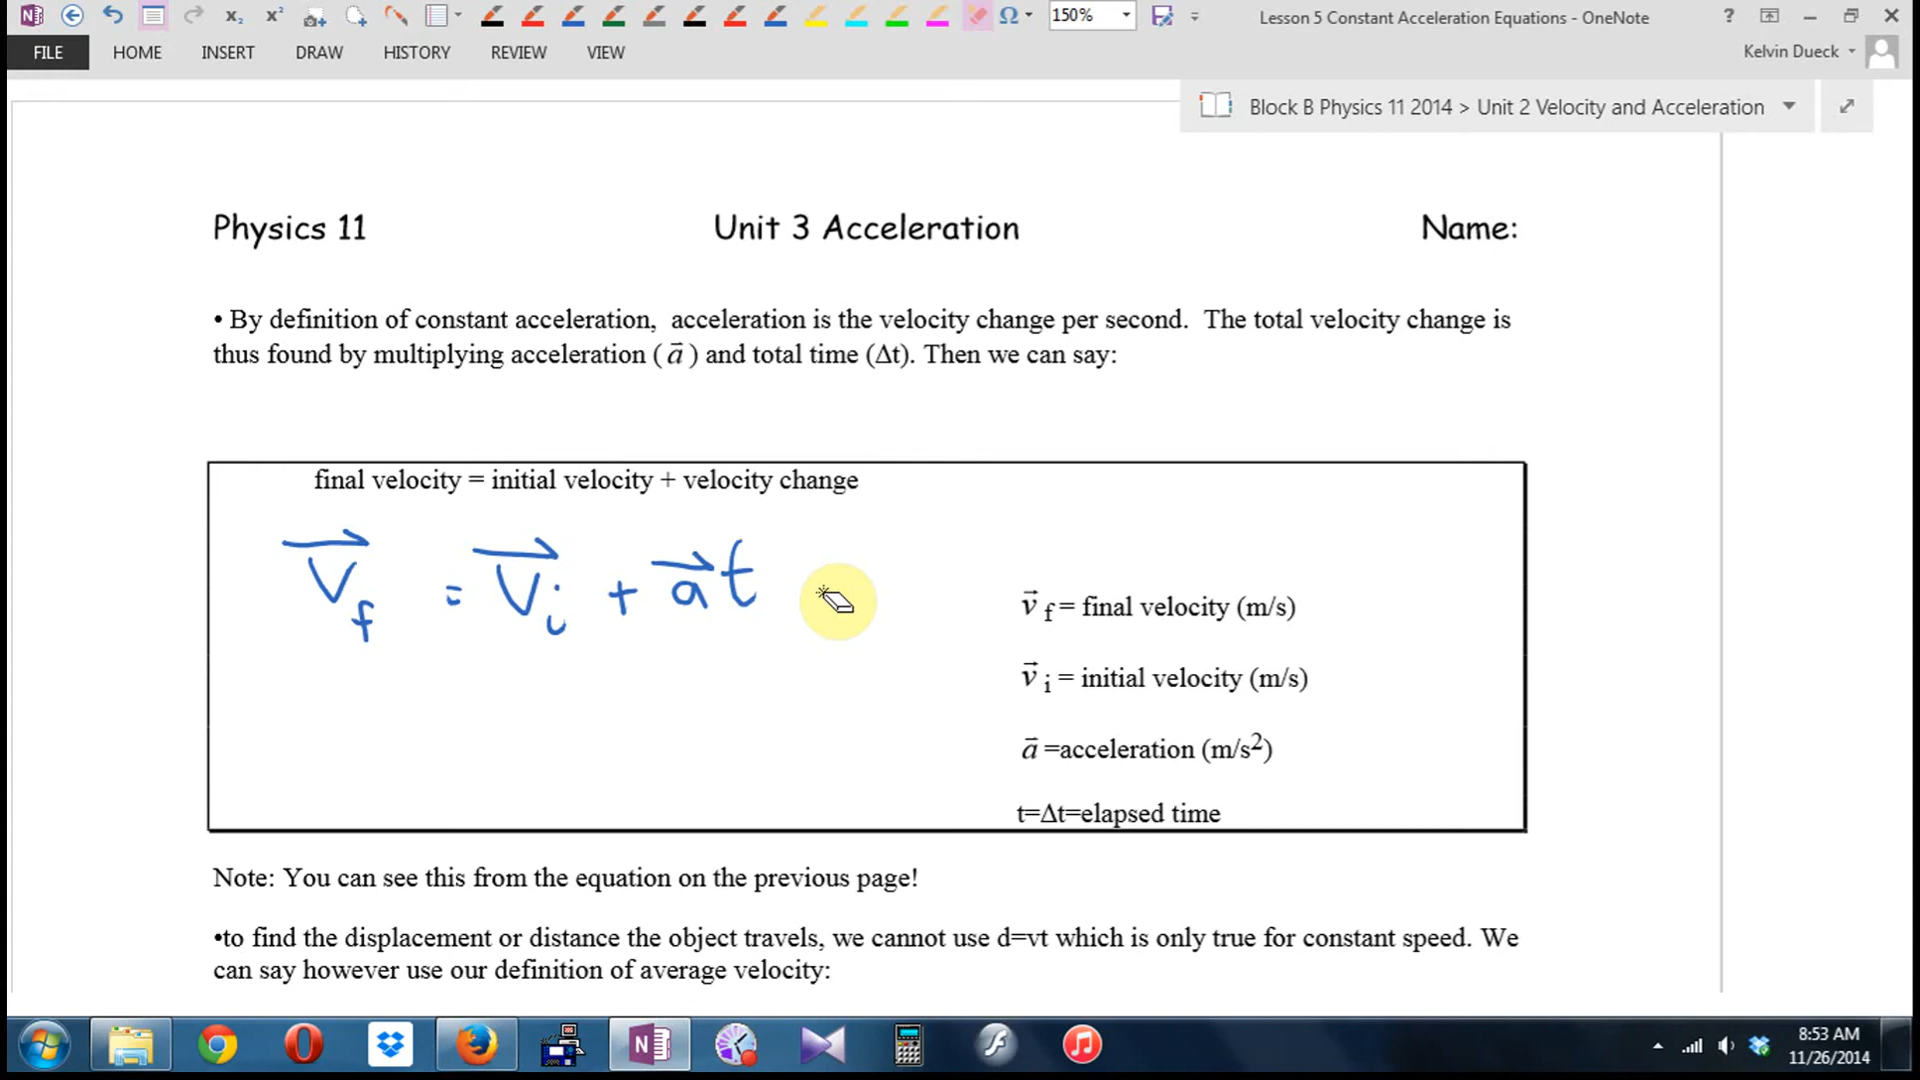 150% Lesson 5 Constant Acceleration Equations - OneNote ?
FILE HOME INSERT DRAW HISTORY REVIEW VIEW Kelvin Dueck
Block B Physics 11 2014 > Unit 2 Velocity and Acceleration
Physics 11 Unit 3 Acceleration Name:
• By definition of constant acceleration, acceleration is the velocity change per second. The total velocity change is
thus found by multiplying acceleration (a⃗) and total time (Δt). Then we can say:
final velocity = initial velocity + velocity change
V⃗f = V⃗i + a⃗t
v⃗ f = final velocity (m/s)
v⃗ i = initial velocity (m/s)
a⃗ =acceleration (m/s²)
t=Δt=elapsed time
Note: You can see this from the equation on the previous page!
•to find the displacement or distance the object travels, we cannot use d=vt which is only true for constant speed. We
can say however use our definition of average velocity:
8:53 AM
11/26/2014